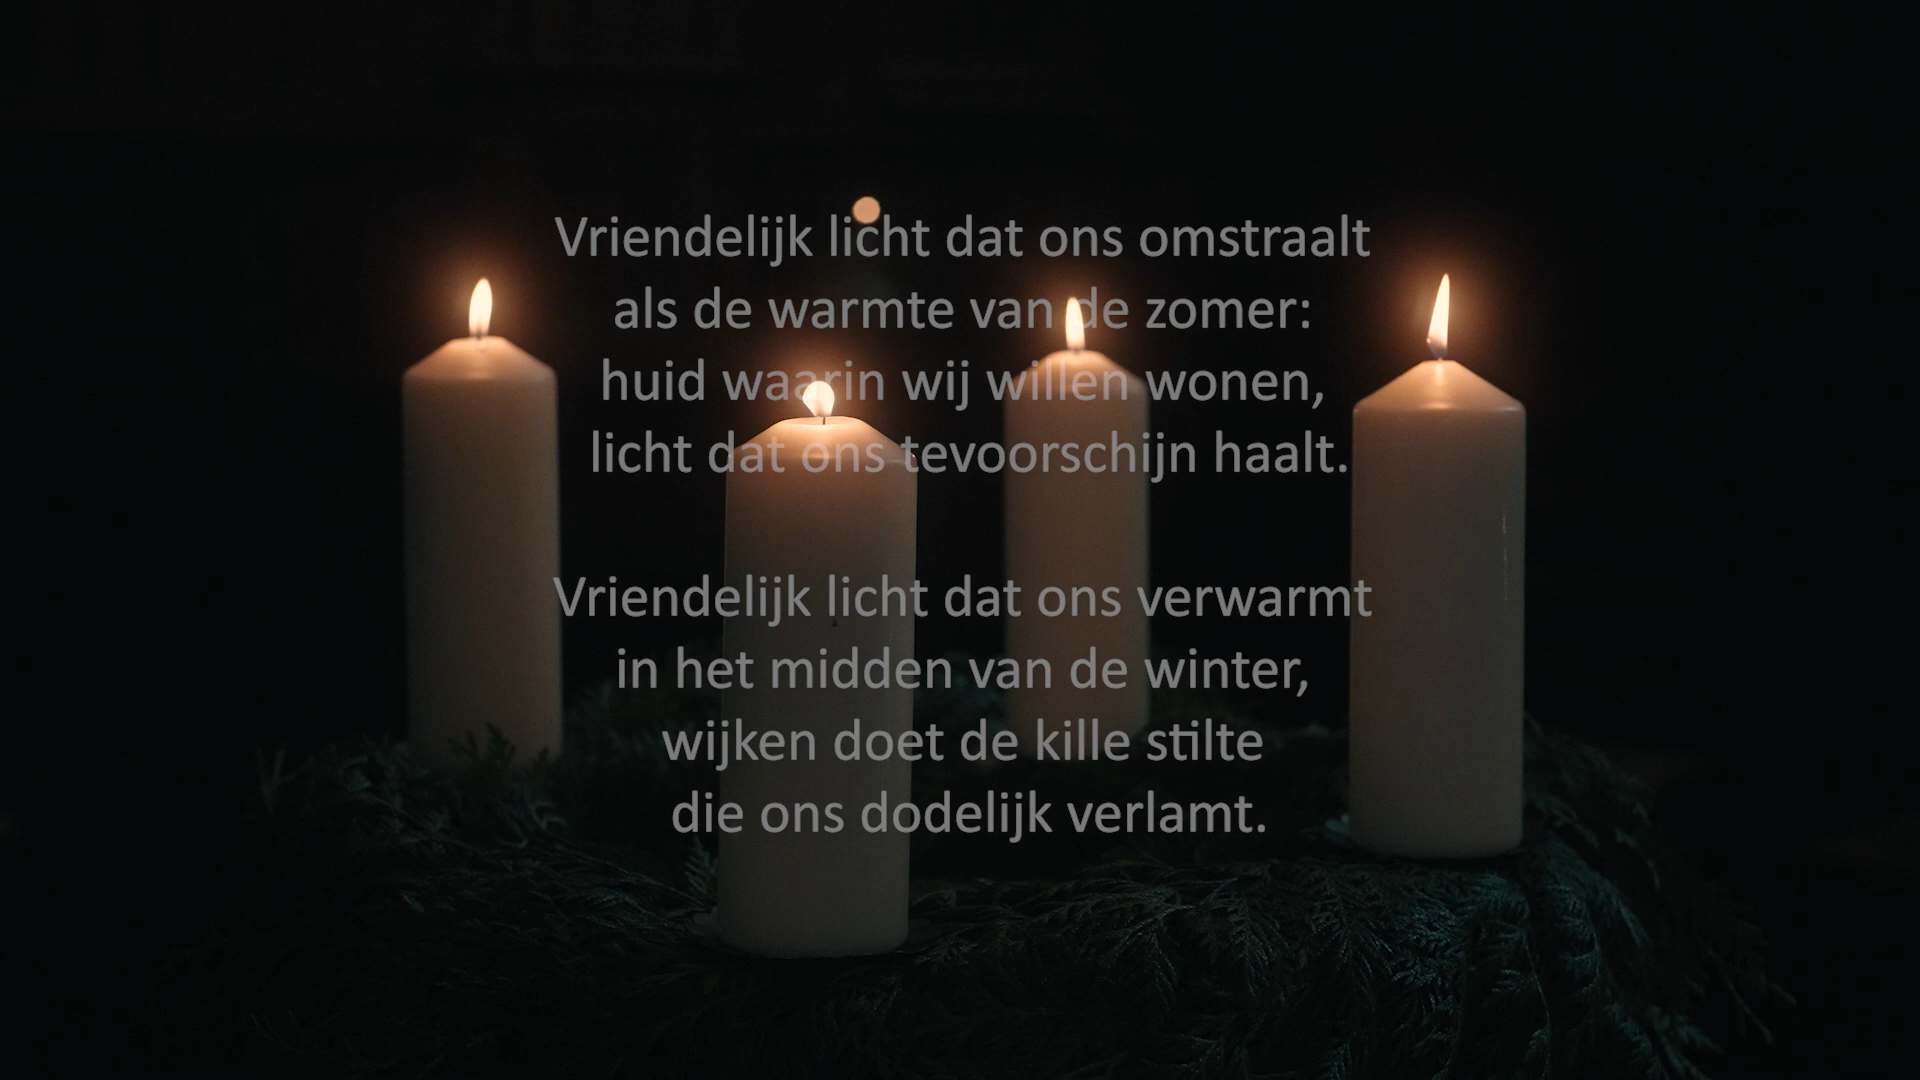 Vriendelijk licht dat ons omstraalt
als de warmte van de zomer:
huid waarin wij willen wonen,
licht dat ons tevoorschijn haalt.
Vriendelijk licht dat ons verwarmt
in het midden van de winter,
wijken doet de kille stilte
die ons dodelijk verlamt.